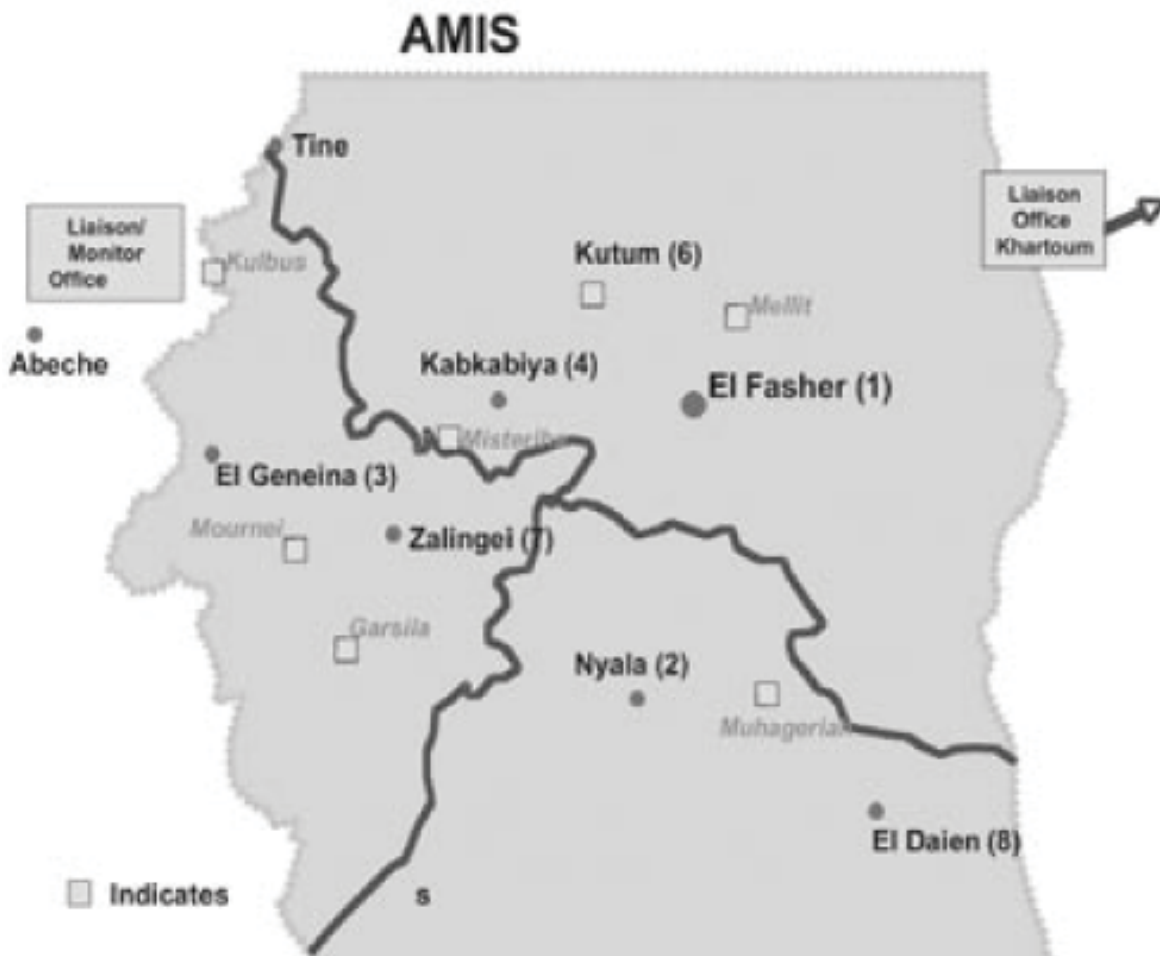 AMIS
Tine
Liaison/
Monitor
Office
Liaison
Office
Khartoum
Kulbus
Kutum (6)
Mellit
Abeche
Kabkabiya (4)
El Fasher (1)
Misteriha
El Geneina (3)
Mournei
Zalingei (7)
Garsila
Nyala (2)
Muhagerian
El Daien (8)
Indicates
s